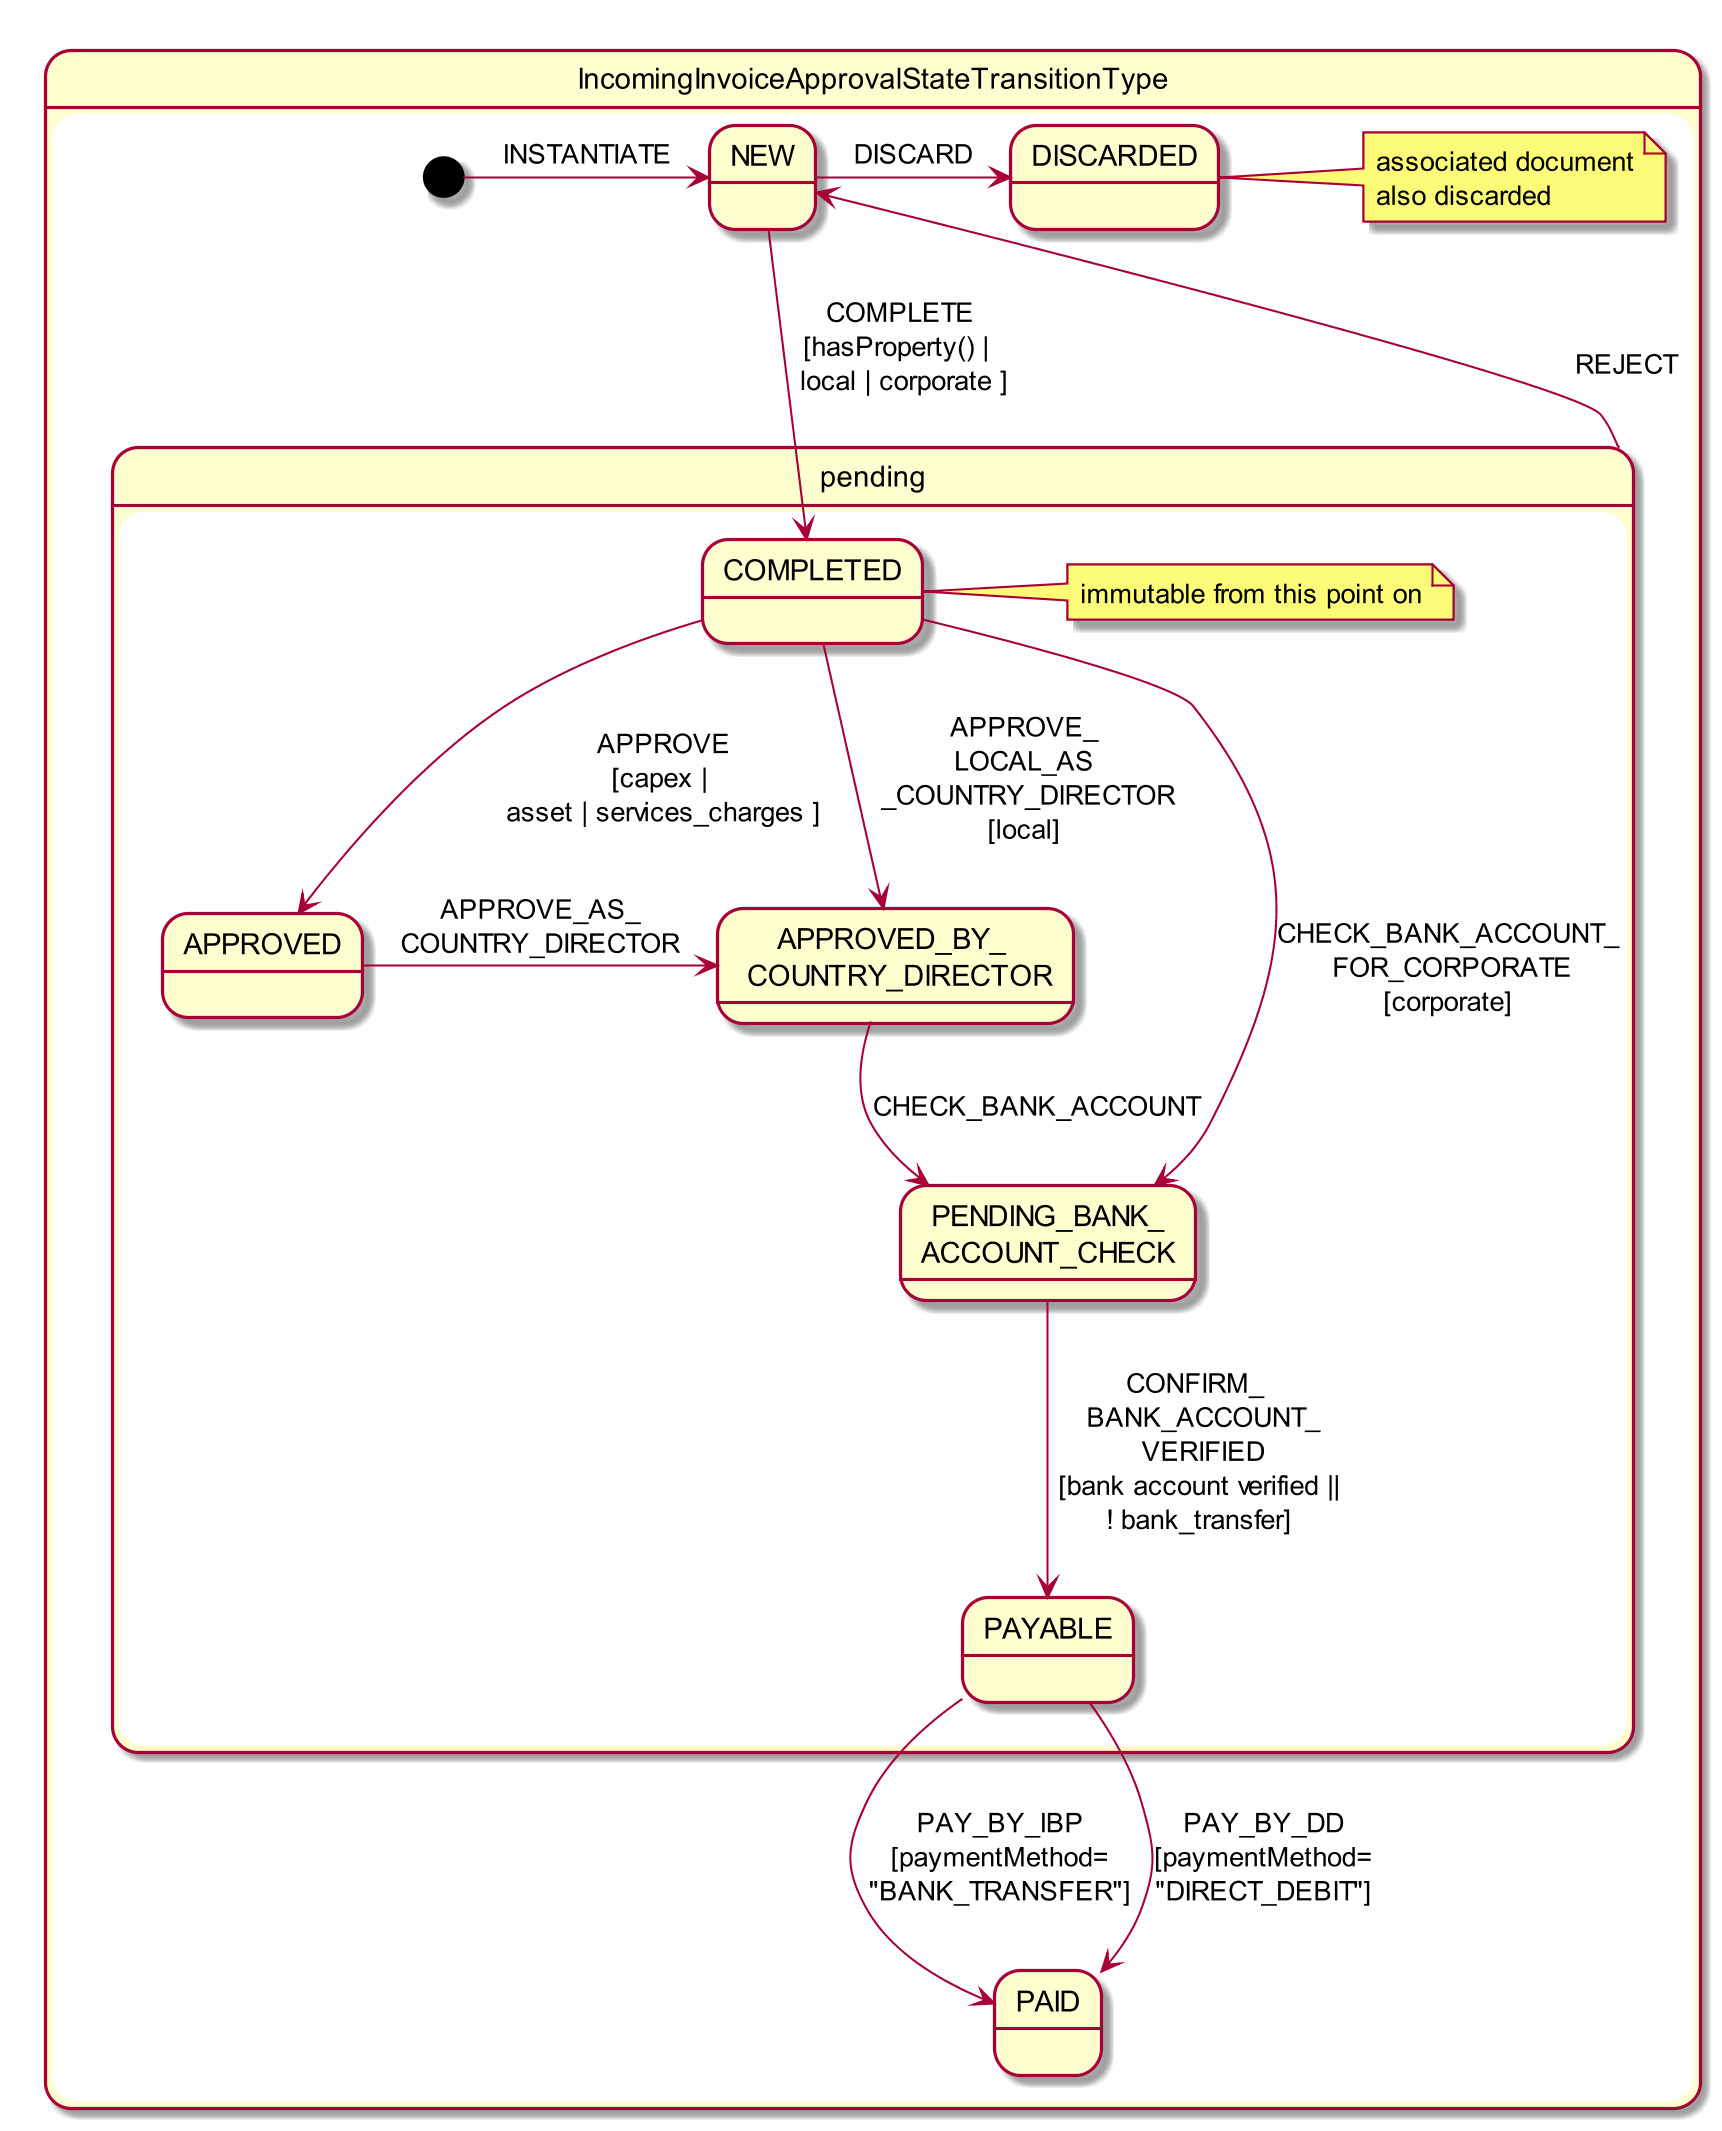 IncomingInvoiceApprovalStateTransitionType
INSTANTIATE
NEW
DISCARD
DISCARDED
associated document
also discarded
COMPLETE
[hasProperty() |
local | corporate ]
REJECT
pending
COMPLETED
immutable from this point on
APPROVE
[capex |
asset | services_charges ]
APPROVE_
LOCAL_AS
_COUNTRY_DIRECTOR
[local]
CHECK_BANK_ACCOUNT_
FOR_CORPORATE
[corporate]
APPROVED
APPROVE_AS_
COUNTRY_DIRECTOR
APPROVED_BY_
COUNTRY_DIRECTOR
CHECK_BANK_ACCOUNT
PENDING_BANK_
ACCOUNT_CHECK
CONFIRM_
BANK_ACCOUNT_
VERIFIED
[bank account verified ||
! bank_transfer]
PAYABLE
PAY_BY_IBP
[paymentMethod=
"BANK_TRANSFER"]
PAY_BY_DD
[paymentMethod=
"DIRECT_DEBIT"]
PAID